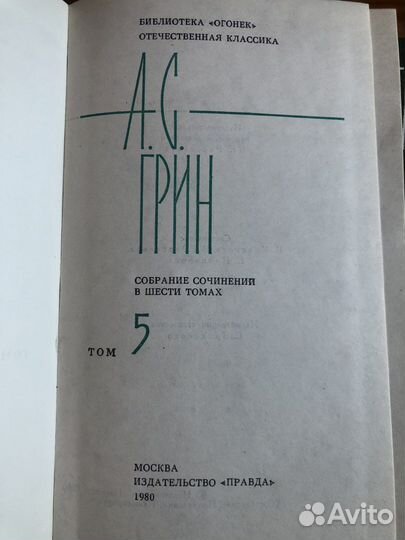 БИБЛИОТЕКА «ОГОНЕК»
ОТЕЧЕСТВЕННАЯ КЛАССИКА
А.С.
ГРИН
СОБРАНИЕ СОЧИНЕНИЙ
В ШЕСТИ ТОМАХ
ТОМ 5
МОСКВА
ИЗДАТЕЛЬСТВО «ПРАВДА»
1980
Avito